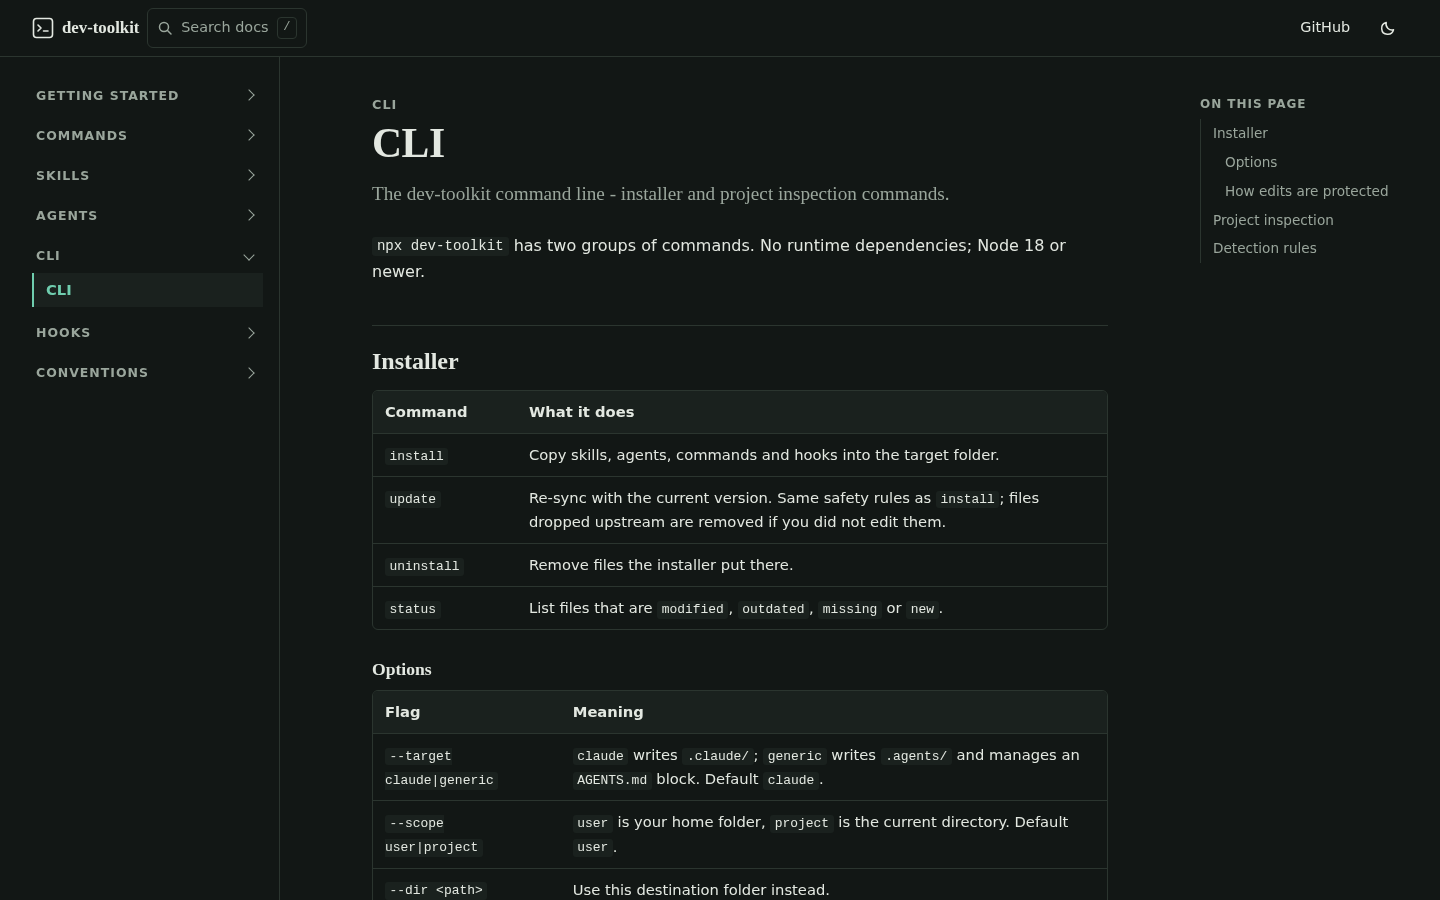 dev-toolkit
Search docs
/
GitHub
GETTING STARTED
COMMANDS
SKILLS
AGENTS
CLI
CLI
HOOKS
CONVENTIONS
CLI
CLI
The dev-toolkit command line - installer and project inspection commands.
npx dev-toolkit has two groups of commands. No runtime dependencies; Node 18 or
newer.
Installer
Command What it does
install Copy skills, agents, commands and hooks into the target folder.
update Re-sync with the current version. Same safety rules as install; files
dropped upstream are removed if you did not edit them.
uninstall Remove files the installer put there.
status List files that are modified, outdated, missing or new.
Options
Flag Meaning
--target claude writes .claude/; generic writes .agents/ and manages an
claude|generic AGENTS.md block. Default claude.
--scope user is your home folder, project is the current directory. Default
user|project user.
--dir <path> Use this destination folder instead.
ON THIS PAGE
Installer
Options
How edits are protected
Project inspection
Detection rules